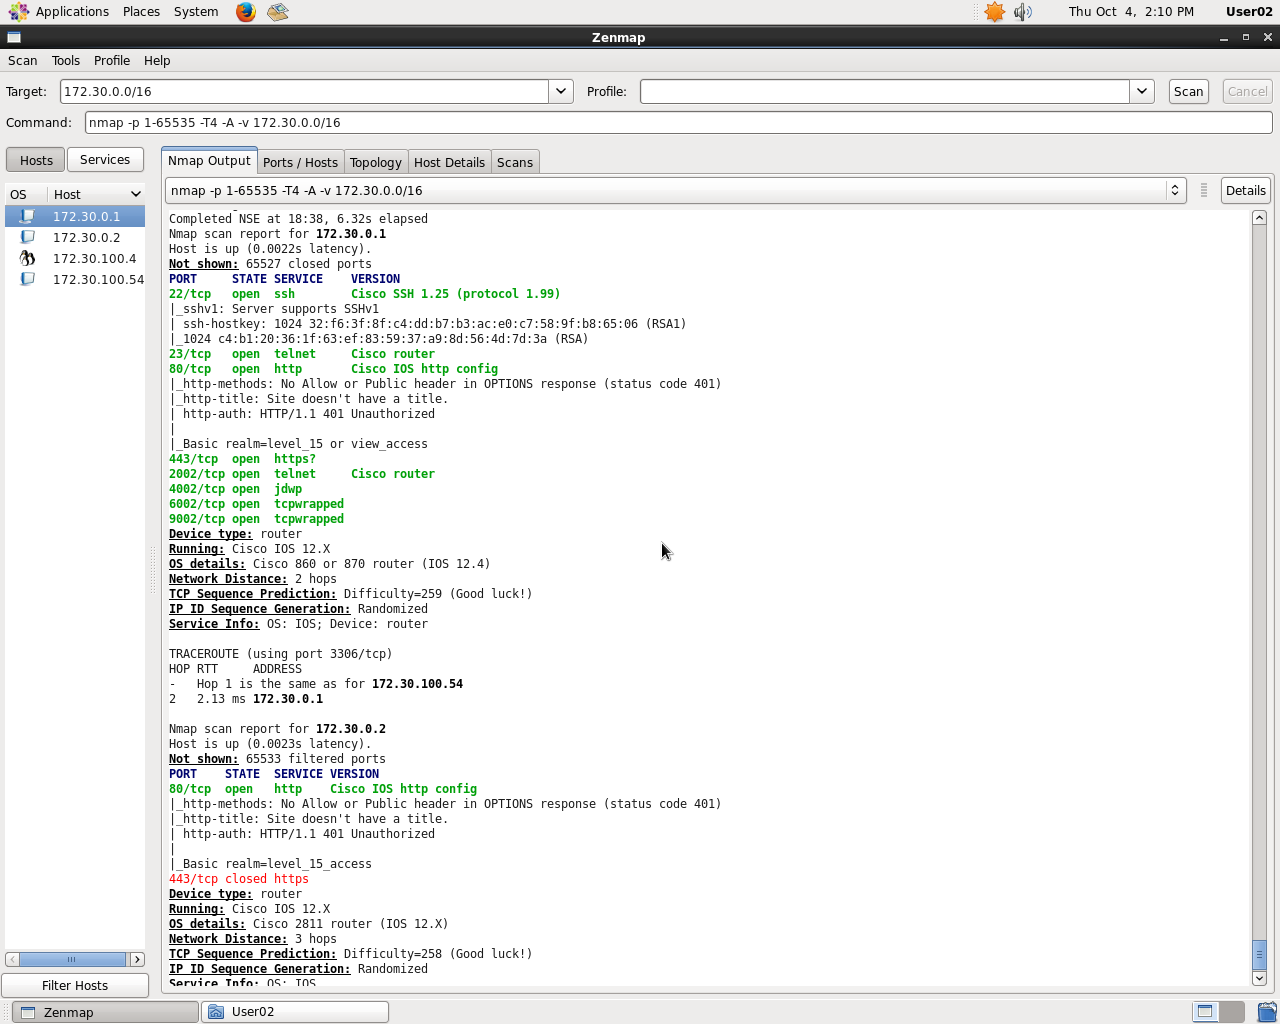 Applications Places System Thu Oct 4, 2:10 PM User02
Zenmap
Scan Tools Profile Help
Target: 172.30.0.0/16 Profile: Scan Cancel
Command: nmap -p 1-65535 -T4 -A -v 172.30.0.0/16
Hosts Services
OS Host
172.30.0.1
172.30.0.2
172.30.100.4
172.30.100.54
Filter Hosts
Nmap Output Ports / Hosts Topology Host Details Scans
nmap -p 1-65535 -T4 -A -v 172.30.0.0/16 Details
Completed NSE at 18:38, 6.32s elapsed
Nmap scan report for 172.30.0.1
Host is up (0.0022s latency).
Not shown: 65527 closed ports
PORT STATE SERVICE VERSION
22/tcp open ssh Cisco SSH 1.25 (protocol 1.99)
|_sshv1: Server supports SSHv1
| ssh-hostkey: 1024 32:f6:3f:8f:c4:dd:b7:b3:ac:e0:c7:58:9f:b8:65:06 (RSA1)
|_1024 c4:b1:20:36:1f:63:ef:83:59:37:a9:8d:56:4d:7d:3a (RSA)
23/tcp open telnet Cisco router
80/tcp open http Cisco IOS http config
|_http-methods: No Allow or Public header in OPTIONS response (status code 401)
|_http-title: Site doesn't have a title.
| http-auth: HTTP/1.1 401 Unauthorized
|
|_Basic realm=level_15 or view_access
443/tcp open https?
2002/tcp open telnet Cisco router
4002/tcp open jdwp
6002/tcp open tcpwrapped
9002/tcp open tcpwrapped
Device type: router
Running: Cisco IOS 12.X
OS details: Cisco 860 or 870 router (IOS 12.4)
Network Distance: 2 hops
TCP Sequence Prediction: Difficulty=259 (Good luck!)
IP ID Sequence Generation: Randomized
Service Info: OS: IOS; Device: router
TRACEROUTE (using port 3306/tcp)
HOP RTT ADDRESS
- Hop 1 is the same as for 172.30.100.54
2 2.13 ms 172.30.0.1
Nmap scan report for 172.30.0.2
Host is up (0.0023s latency).
Not shown: 65533 filtered ports
PORT STATE SERVICE VERSION
80/tcp open http Cisco IOS http config
|_http-methods: No Allow or Public header in OPTIONS response (status code 401)
|_http-title: Site doesn't have a title.
| http-auth: HTTP/1.1 401 Unauthorized
|
|_Basic realm=level_15_access
443/tcp closed https
Device type: router
Running: Cisco IOS 12.X
OS details: Cisco 2811 router (IOS 12.X)
Network Distance: 3 hops
TCP Sequence Prediction: Difficulty=258 (Good luck!)
IP ID Sequence Generation: Randomized
Service Info: OS: IOS
Zenmap User02